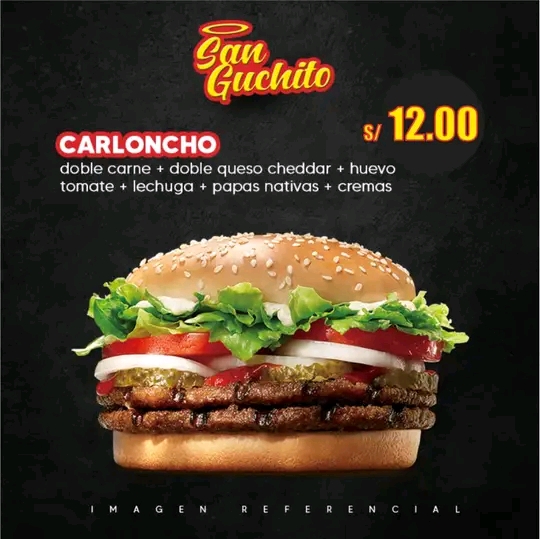 San
Guchito
S/ 12.00
CARLONCHO
doble carne + doble queso cheddar + huevo
tomate + lechuga + papas nativas + cremas
IMAGEN REFERENCIAL